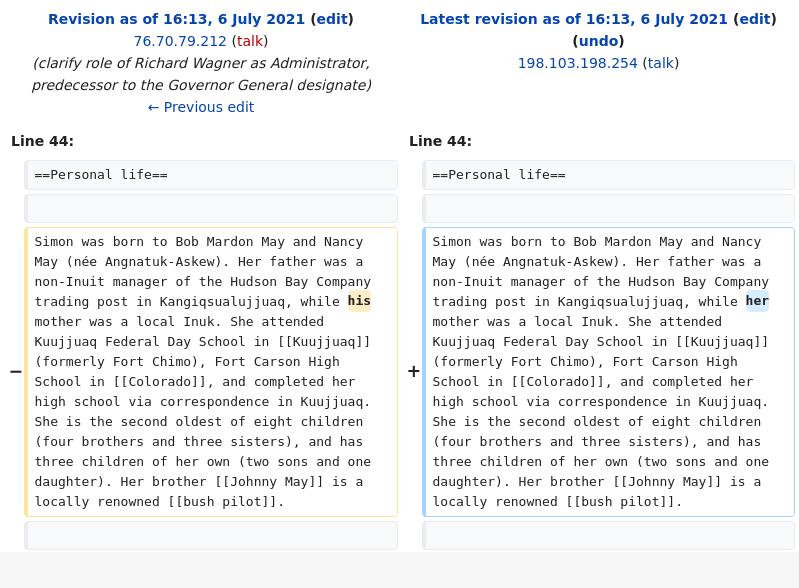 Revision as of 16:13, 6 July 2021 (edit)
76.70.79.212 (talk)
(clarify role of Richard Wagner as Administrator,
predecessor to the Governor General designate)
← Previous edit
Latest revision as of 16:13, 6 July 2021 (edit)
(undo)
198.103.198.254 (talk)
Line 44:
Line 44:
==Personal life==
==Personal life==
−
Simon was born to Bob Mardon May and Nancy
May (née Angnatuk-Askew). Her father was a
non-Inuit manager of the Hudson Bay Company
trading post in Kangiqsualujjuaq, while his
mother was a local Inuk. She attended
Kuujjuaq Federal Day School in [[Kuujjuaq]]
(formerly Fort Chimo), Fort Carson High
School in [[Colorado]], and completed her
high school via correspondence in Kuujjuaq.
She is the second oldest of eight children
(four brothers and three sisters), and has
three children of her own (two sons and one
daughter). Her brother [[Johnny May]] is a
locally renowned [[bush pilot]].
+
Simon was born to Bob Mardon May and Nancy
May (née Angnatuk-Askew). Her father was a
non-Inuit manager of the Hudson Bay Company
trading post in Kangiqsualujjuaq, while her
mother was a local Inuk. She attended
Kuujjuaq Federal Day School in [[Kuujjuaq]]
(formerly Fort Chimo), Fort Carson High
School in [[Colorado]], and completed her
high school via correspondence in Kuujjuaq.
She is the second oldest of eight children
(four brothers and three sisters), and has
three children of her own (two sons and one
daughter). Her brother [[Johnny May]] is a
locally renowned [[bush pilot]].